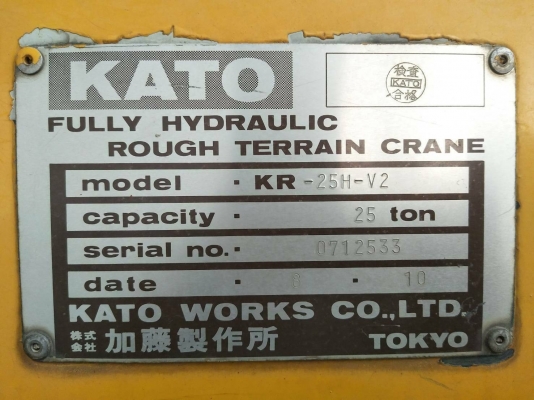 KATO
検査
KATO
合格
FULLY HYDRAULIC
ROUGH TERRAIN CRANE
model · KR-25H-V2
capacity · 25 ton
serial no. · 0712533
date · 10
KATO WORKS CO.,LTD.
株式会社 加藤製作所 TOKYO